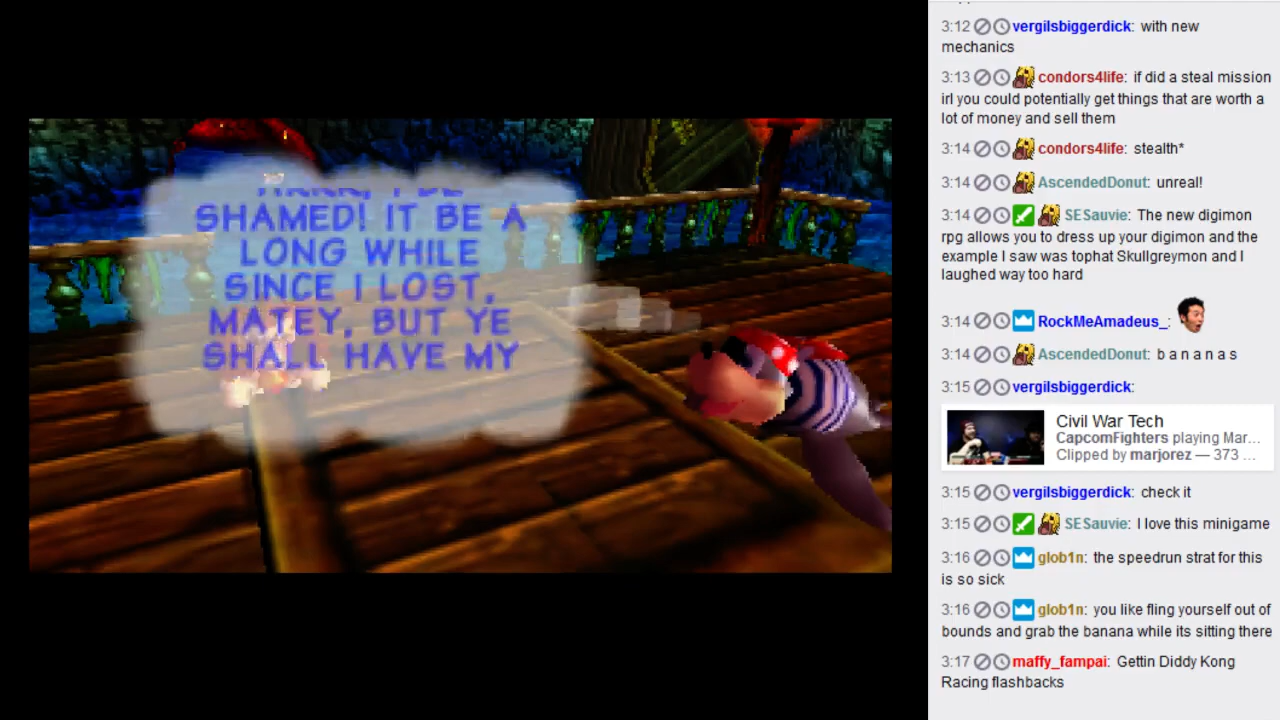 SHAMED! IT BE A
LONG WHILE
SINCE I LOST,
MATEY, BUT YE
SHALL HAVE MY
3:12 vergilsbiggerdick: with new
mechanics
3:13 condors4life: if did a steal mission
irl you could potentially get things that are worth a
lot of money and sell them
3:14 condors4life: stealth*
3:14 AscendedDonut: unreal!
3:14 SESauvie: The new digimon
rpg allows you to dress up your digimon and the
example I saw was tophat Skullgreymon and I
laughed way too hard
3:14 RockMeAmadeus_:
3:14 AscendedDonut: b a n a n a s
3:15 vergilsbiggerdick:
Civil War Tech
CapcomFighters playing Mar...
Clipped by marjorez — 373 ...
3:15 vergilsbiggerdick: check it
3:15 SESauvie: I love this minigame
3:16 glob1n: the speedrun strat for this
is so sick
3:16 glob1n: you like fling yourself out of
bounds and grab the banana while its sitting there
3:17 maffy_fampai: Gettin Diddy Kong
Racing flashbacks